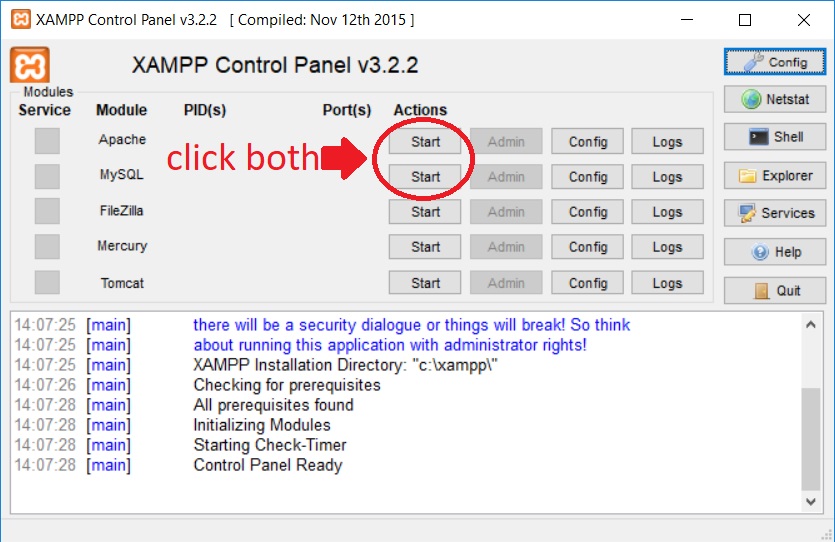 XAMPP Control Panel v3.2.2 [ Compiled: Nov 12th 2015 ]
XAMPP Control Panel v3.2.2
Config
Modules
Service Module PID(s) Port(s) Actions
Netstat
Apache Start Admin Config Logs
Shell
click both
MySQL Start Admin Config Logs
Explorer
FileZilla Start Admin Config Logs
Services
Mercury Start Admin Config Logs
Help
Tomcat Start Admin Config Logs
Quit
14:07:25 [main] there will be a security dialogue or things will break! So think
14:07:25 [main] about running this application with administrator rights!
14:07:25 [main] XAMPP Installation Directory: "c:\xampp\"
14:07:26 [main] Checking for prerequisites
14:07:28 [main] All prerequisites found
14:07:28 [main] Initializing Modules
14:07:28 [main] Starting Check-Timer
14:07:28 [main] Control Panel Ready